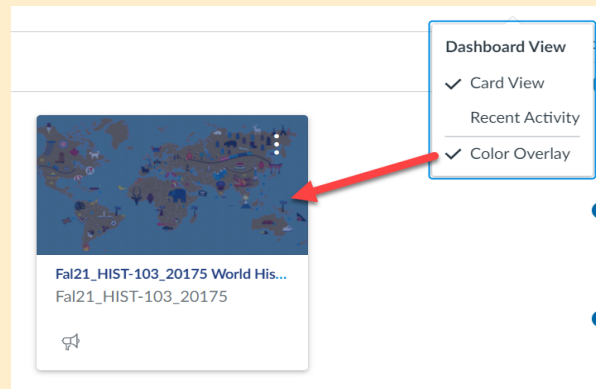 Dashboard View
Card View
Recent Activity
Color Overlay
Fal21_HIST-103_20175 World His...
Fal21_HIST-103_20175